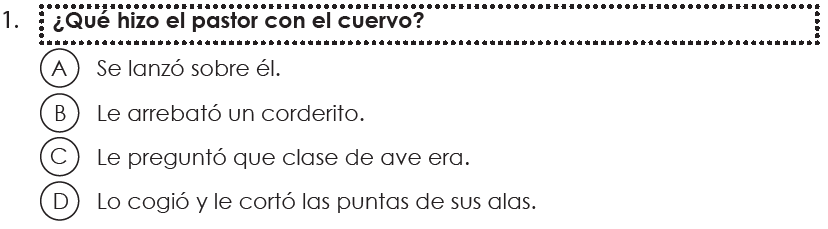 1. ¿Qué hizo el pastor con el cuervo?
A Se lanzó sobre él.
B Le arrebató un corderito.
C Le preguntó que clase de ave era.
D Lo cogió y le cortó las puntas de sus alas.